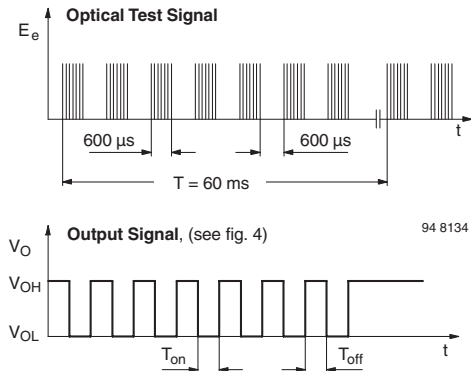 Optical Test Signal
Ee
t
600 µs
600 µs
T = 60 ms
94 8134
Output Signal, (see fig. 4)
VO
VOH
VOL
t
Ton
Toff